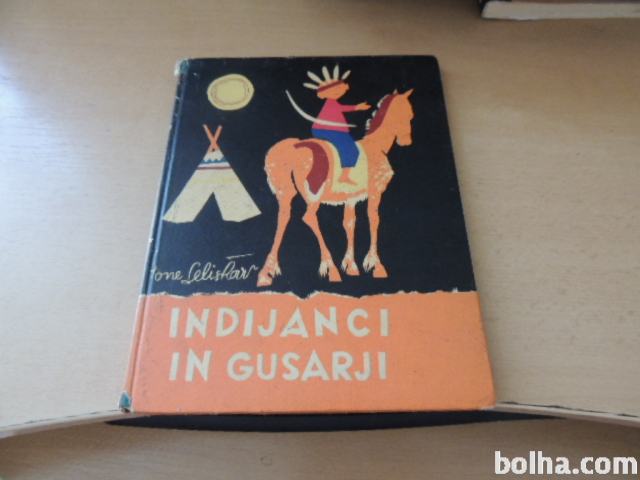 Tone Seliškar
INDIJANCI
IN GUSARJI
bolha.com